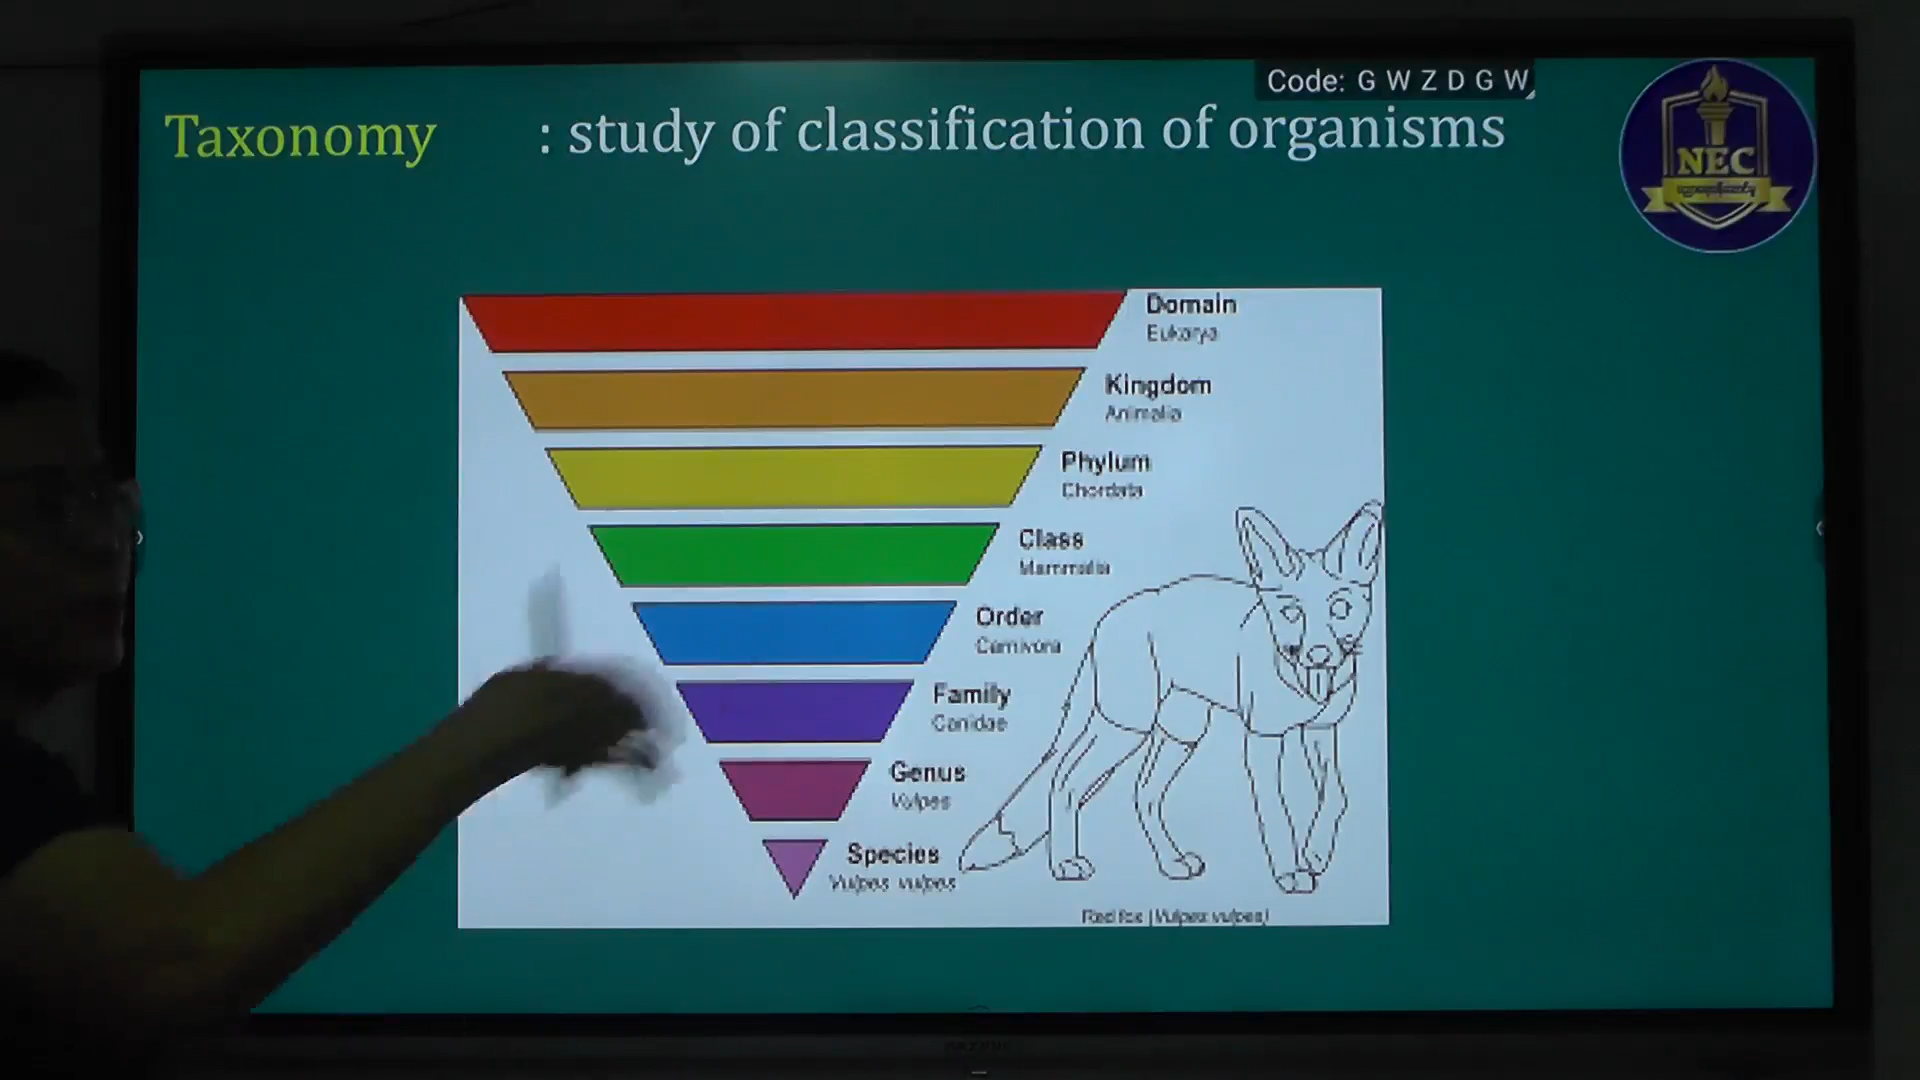 Code: G W Z D G W
Taxonomy : study of classification of organisms
NEC
Domain
Eukarya
Kingdom
Animalia
Phylum
Chordata
Class
Mammalia
Order
Carnivora
Family
Canidae
Genus
Vulpes
Species
Vulpes vulpes
Red fox (Vulpes vulpes)